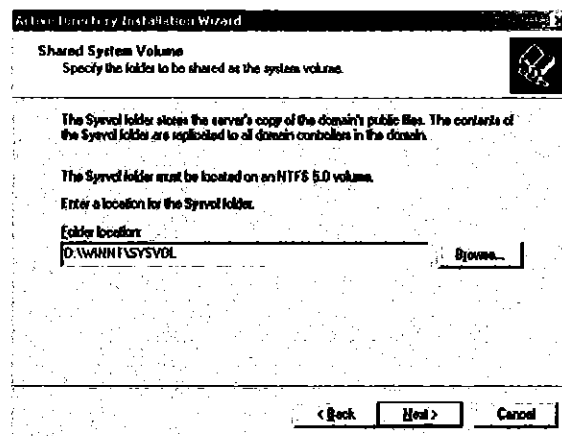 Active Directory Installation Wizard
Shared System Volume
Specify the folder to be shared as the system volume.
The Sysvol folder stores the server's copy of the domain's public files. The contents of
the Sysvol folder are replicated to all domain controllers in the domain.
The Sysvol folder must be located on an NTFS 5.0 volume.
Enter a location for the Sysvol folder.
Folder location:
D:\WINNT\SYSVOL
Browse...
< Back
Next >
Cancel